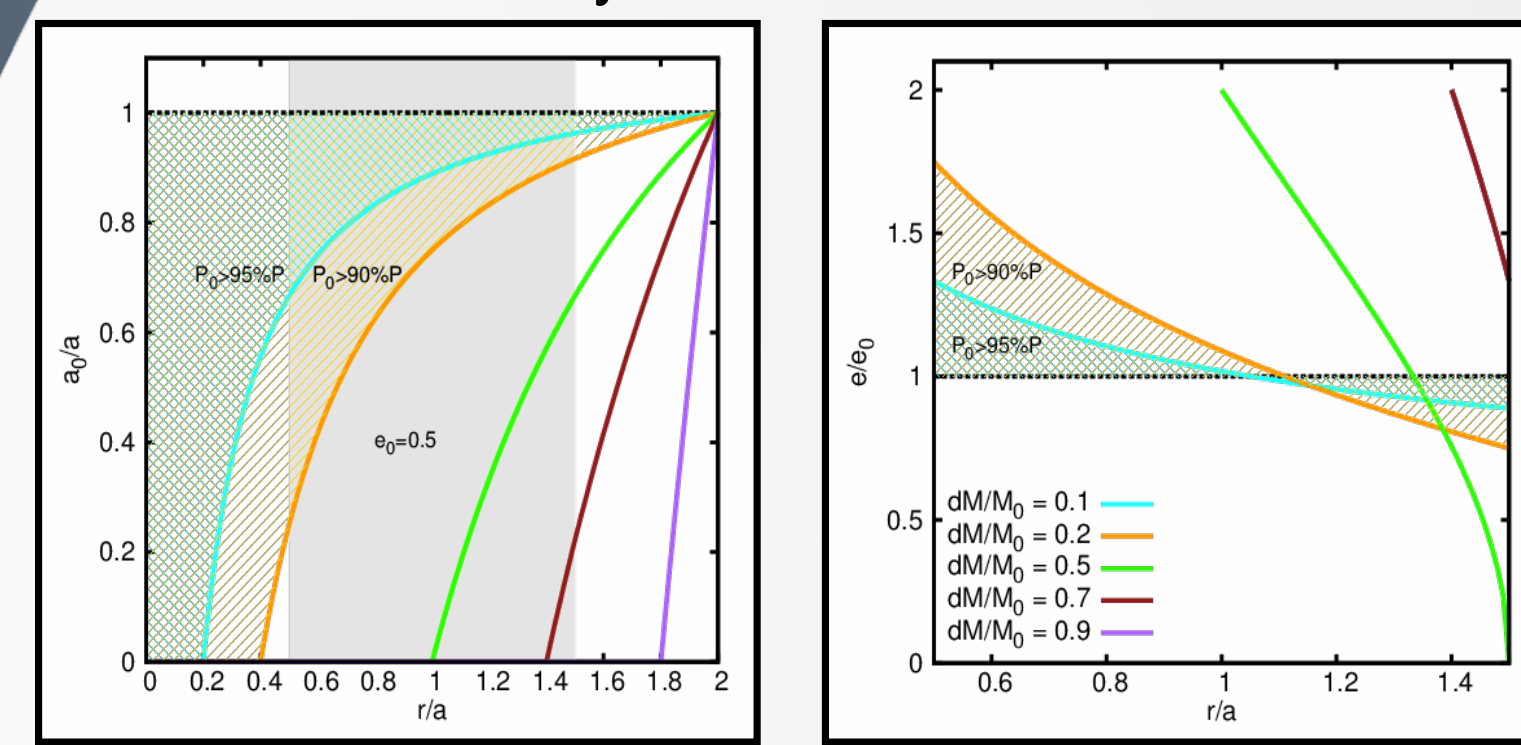 1
0.8
0.6
0.4
0.2
0
a0/a
P0>95%P
P0>90%P
e0=0.5
0 0.2 0.4 0.6 0.8 1 1.2 1.4 1.6 1.8 2
r/a
2
1.5
1
0.5
0
e/e0
P0>90%P
P0>95%P
dM/M0 = 0.1
dM/M0 = 0.2
dM/M0 = 0.5
dM/M0 = 0.7
dM/M0 = 0.9
0.6 0.8 1 1.2 1.4
r/a